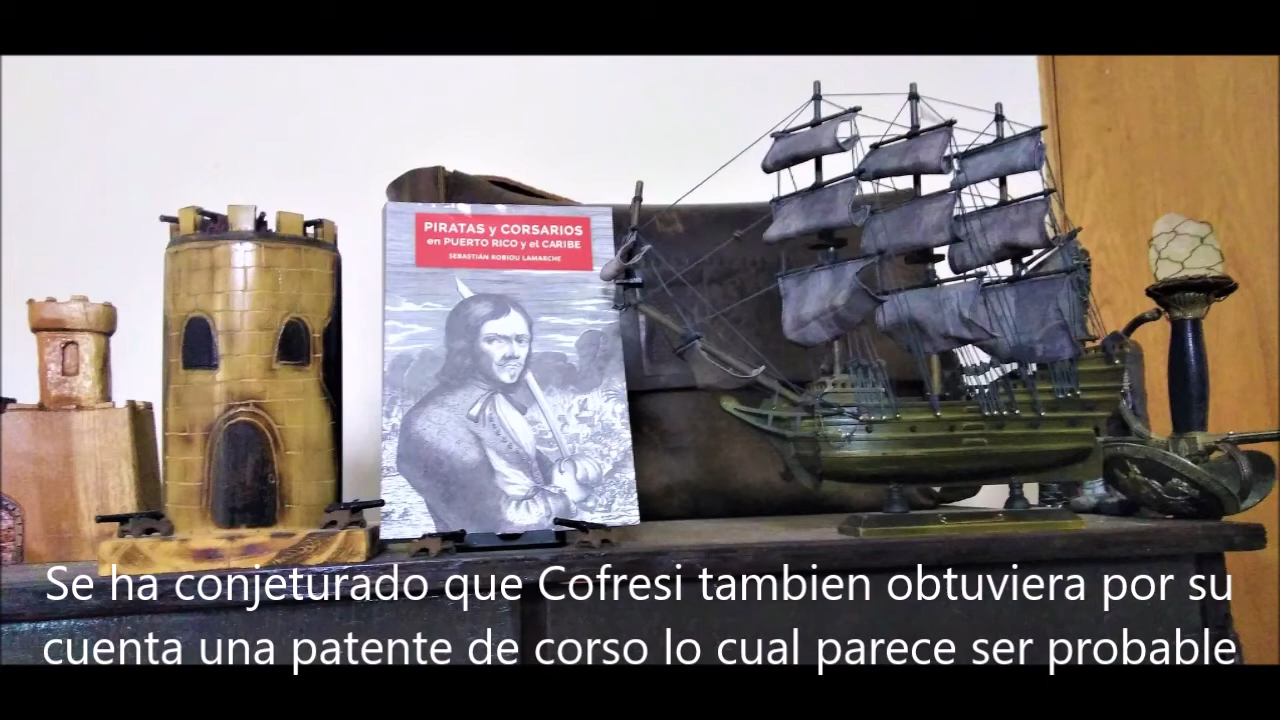 PIRATAS y CORSARIOS
en PUERTO RICO y el CARIBE
SEBASTIÁN ROBIOU LAMARCHE
Se ha conjeturado que Cofresi tambien obtuviera por su
cuenta una patente de corso lo cual parece ser probable